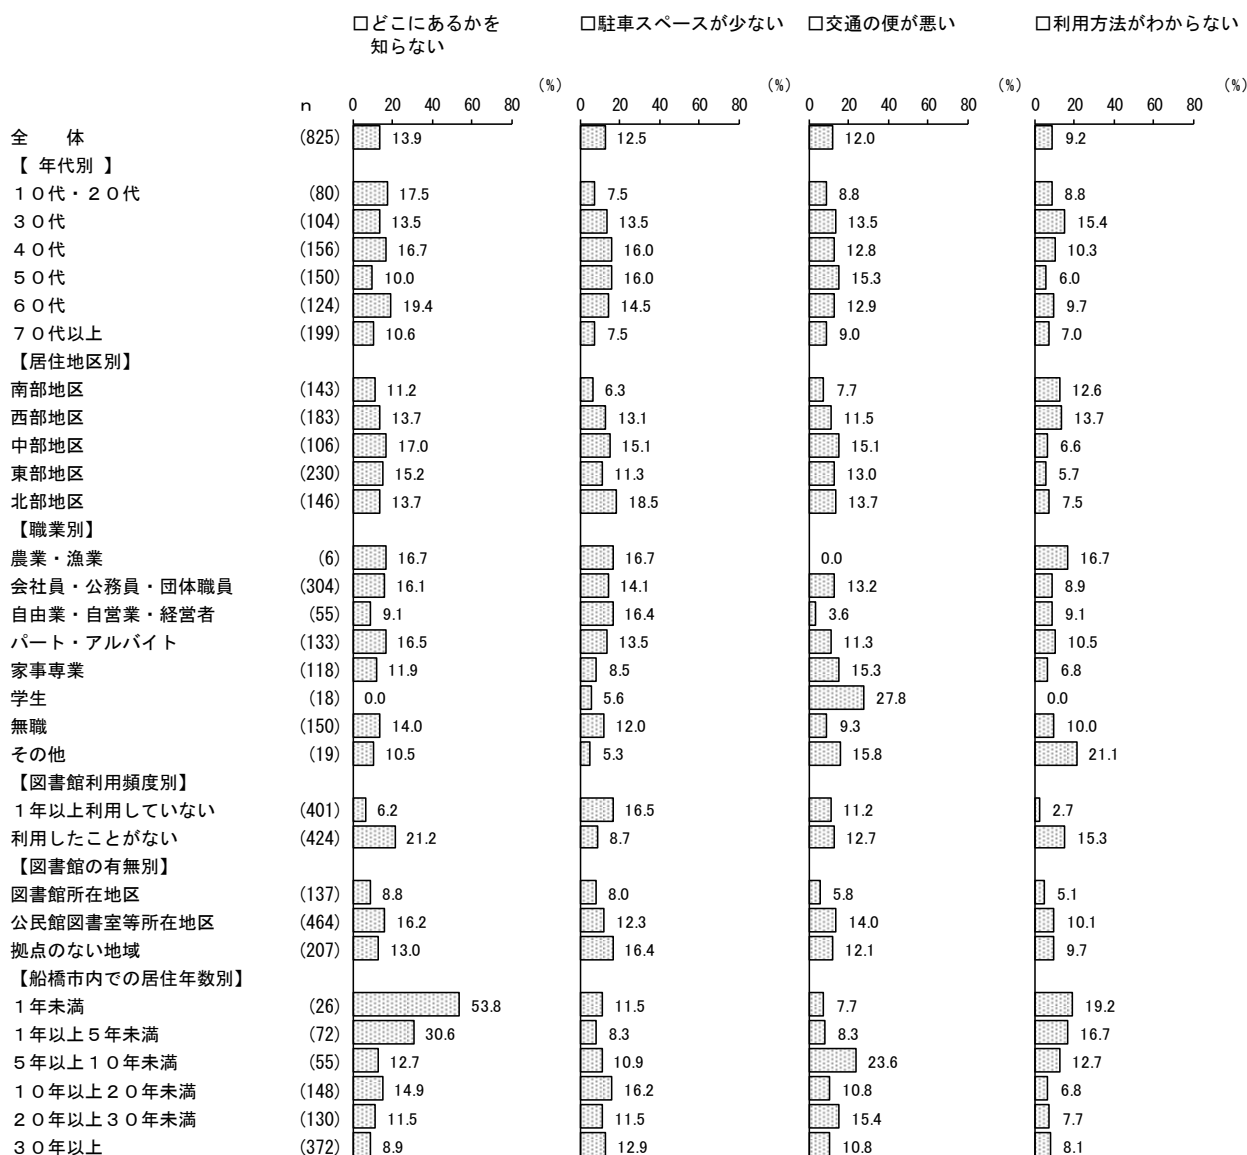 □どこにあるかを 知らない □駐車スペースが少ない □交通の便が悪い □利用方法がわからない
(%) (%) (%) (%)
n 0 20 40 60 80 0 20 40 60 80 0 20 40 60 80 0 20 40 60 80
全　体 (825) 13.9 12.5 12.0 9.2
【 年代別 】
１０代・２０代 (80) 17.5 7.5 8.8 8.8
３０代 (104) 13.5 13.5 13.5 15.4
４０代 (156) 16.7 16.0 12.8 10.3
５０代 (150) 10.0 16.0 15.3 6.0
６０代 (124) 19.4 14.5 12.9 9.7
７０代以上 (199) 10.6 7.5 9.0 7.0
【居住地区別】
南部地区 (143) 11.2 6.3 7.7 12.6
西部地区 (183) 13.7 13.1 11.5 13.7
中部地区 (106) 17.0 15.1 15.1 6.6
東部地区 (230) 15.2 11.3 13.0 5.7
北部地区 (146) 13.7 18.5 13.7 7.5
【職業別】
農業・漁業 (6) 16.7 16.7 0.0 16.7
会社員・公務員・団体職員 (304) 16.1 14.1 13.2 8.9
自由業・自営業・経営者 (55) 9.1 16.4 3.6 9.1
パート・アルバイト (133) 16.5 13.5 11.3 10.5
家事専業 (118) 11.9 8.5 15.3 6.8
学生 (18) 0.0 5.6 27.8 0.0
無職 (150) 14.0 12.0 9.3 10.0
その他 (19) 10.5 5.3 15.8 21.1
【図書館利用頻度別】
１年以上利用していない (401) 6.2 16.5 11.2 2.7
利用したことがない (424) 21.2 8.7 12.7 15.3
【図書館の有無別】
図書館所在地区 (137) 8.8 8.0 5.8 5.1
公民館図書室等所在地区 (464) 16.2 12.3 14.0 10.1
拠点のない地域 (207) 13.0 16.4 12.1 9.7
【船橋市内での居住年数別】
１年未満 (26) 53.8 11.5 7.7 19.2
１年以上５年未満 (72) 30.6 8.3 8.3 16.7
５年以上１０年未満 (55) 12.7 10.9 23.6 12.7
１０年以上２０年未満 (148) 14.9 16.2 10.8 6.8
２０年以上３０年未満 (130) 11.5 11.5 15.4 7.7
３０年以上 (372) 8.9 12.9 10.8 8.1